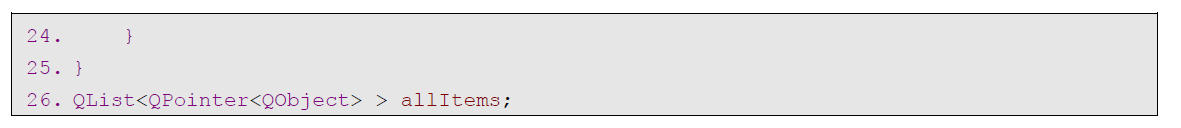 24.     }
25. }
26. QList<QPointer<QObject> > allItems;